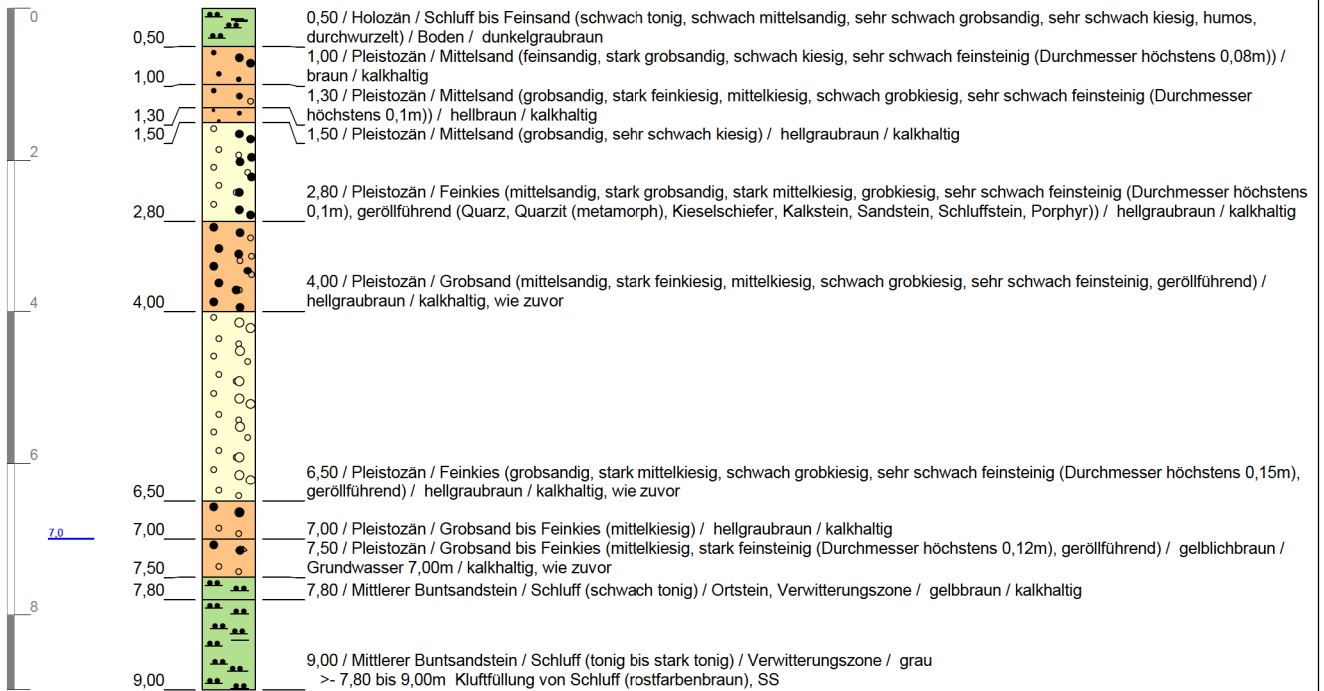 0
0,50 / Holozän / Schluff bis Feinsand (schwach tonig, schwach mittelsandig, sehr schwach grobsandig, sehr schwach kiesig, humos,
0,50
durchwurzelt) / Boden / dunkelgraubraun
1,00 / Pleistozän / Mittelsand (feinsandig, stark grobsandig, schwach kiesig, sehr schwach feinsteinig (Durchmesser höchstens 0,08m)) /
1,00
braun / kalkhaltig
1,30 / Pleistozän / Mittelsand (grobsandig, stark feinkiesig, mittelkiesig, schwach grobkiesig, sehr schwach feinsteinig (Durchmesser
1,30
höchstens 0,1m)) / hellbraun / kalkhaltig
1,50
1,50 / Pleistozän / Mittelsand (grobsandig, sehr schwach kiesig) / hellgraubraun / kalkhaltig
2
2,80 / Pleistozän / Feinkies (mittelsandig, stark grobsandig, stark mittelkiesig, grobkiesig, sehr schwach feinsteinig (Durchmesser höchstens
2,80
0,1m), geröllführend (Quarz, Quarzit (metamorph), Kieselschiefer, Kalkstein, Sandstein, Schluffstein, Porphyr)) / hellgraubraun / kalkhaltig
4,00 / Pleistozän / Grobsand (mittelsandig, stark feinkiesig, mittelkiesig, schwach grobkiesig, sehr schwach feinsteinig, geröllführend) /
4
4,00
hellgraubraun / kalkhaltig, wie zuvor
6
6,50 / Pleistozän / Feinkies (grobsandig, stark mittelkiesig, schwach grobkiesig, sehr schwach feinsteinig (Durchmesser höchstens 0,15m),
6,50
geröllführend) / hellgraubraun / kalkhaltig, wie zuvor
7,0
7,00
7,00 / Pleistozän / Grobsand bis Feinkies (mittelkiesig) / hellgraubraun / kalkhaltig
7,50 / Pleistozän / Grobsand bis Feinkies (mittelkiesig, stark feinsteinig (Durchmesser höchstens 0,12m), geröllführend) / gelblichbraun /
7,50
Grundwasser 7,00m / kalkhaltig, wie zuvor
7,80
7,80 / Mittlerer Buntsandstein / Schluff (schwach tonig) / Ortstein, Verwitterungszone / gelbbraun / kalkhaltig
8
9,00 / Mittlerer Buntsandstein / Schluff (tonig bis stark tonig) / Verwitterungszone / grau
9,00
>- 7,80 bis 9,00m Kluftfüllung von Schluff (rostfarbenbraun), SS